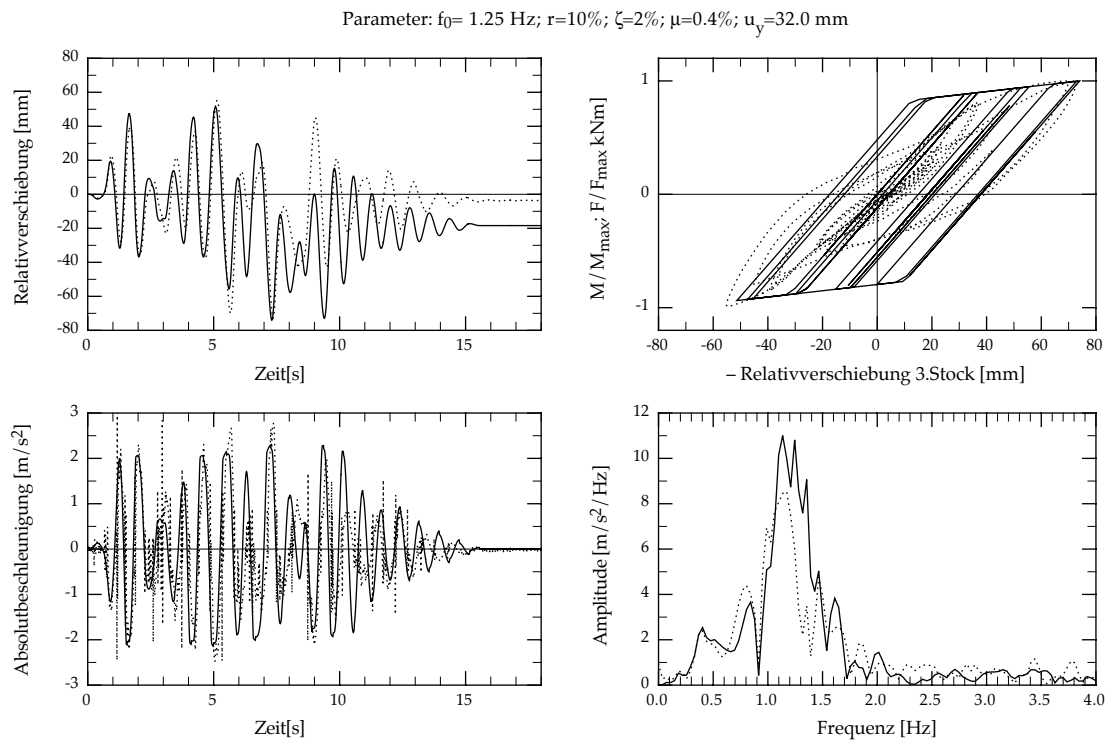 Parameter: f0= 1.25 Hz; r=10%; ζ=2%; μ=0.4%; uy=32.0 mm
Relativverschiebung [mm]
80
60
40
20
0
-20
-40
-60
-80
0 5 10 15
Zeit[s]
M/Mmax, F/Fmax kNm
1
0
-1
-80 -60 -40 -20 0 20 40 60 80
– Relativverschiebung 3.Stock [mm]
Absolutbeschleunigung [m/s²]
3
2
1
0
-1
-2
-3
0 5 10 15
Zeit[s]
Amplitude [m/s²/Hz]
12
10
8
6
4
2
0
0.0 0.5 1.0 1.5 2.0 2.5 3.0 3.5 4.0
Frequenz [Hz]